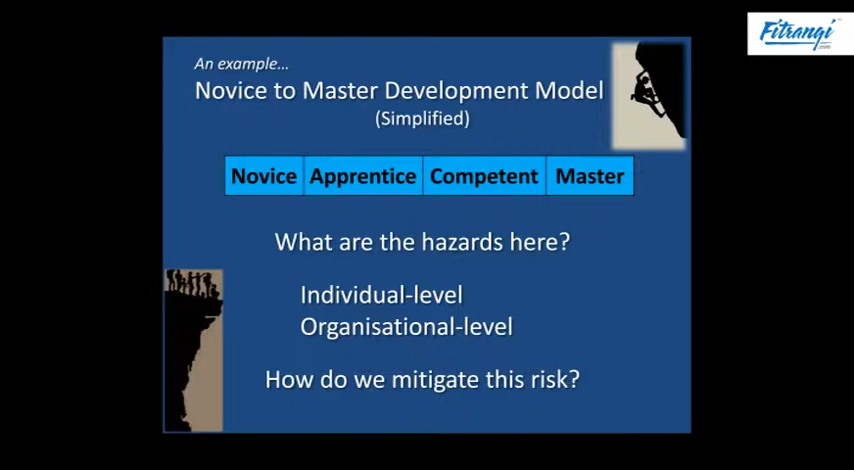 An example...
Novice to Master Development Model
(Simplified)
Novice Apprentice Competent Master
What are the hazards here?
Individual-level
Organisational-level
How do we mitigate this risk?
Fitrangi
.com